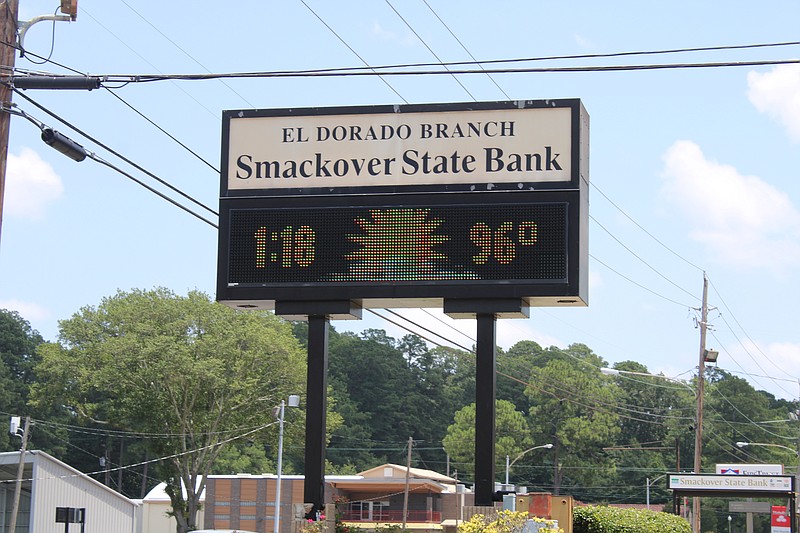 EL DORADO BRANCH
Smackover State Bank
1:18 96°
Smackover State Bank